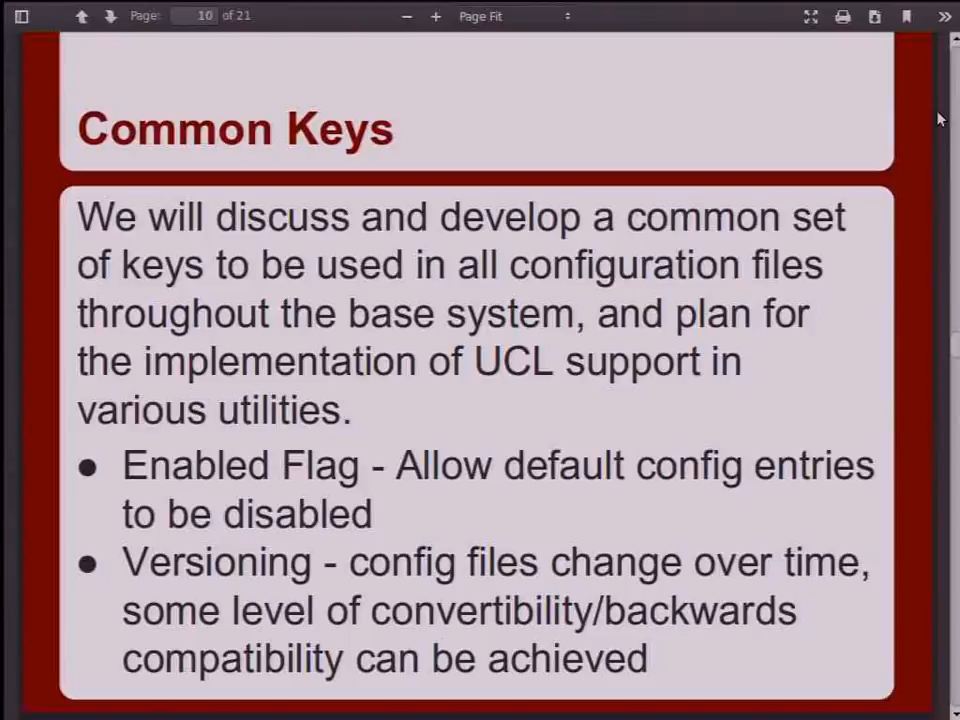 Page: 10 of 21 Page Fit
Common Keys
We will discuss and develop a common set
of keys to be used in all configuration files
throughout the base system, and plan for
the implementation of UCL support in
various utilities.
● Enabled Flag - Allow default config entries
to be disabled
● Versioning - config files change over time,
some level of convertibility/backwards
compatibility can be achieved